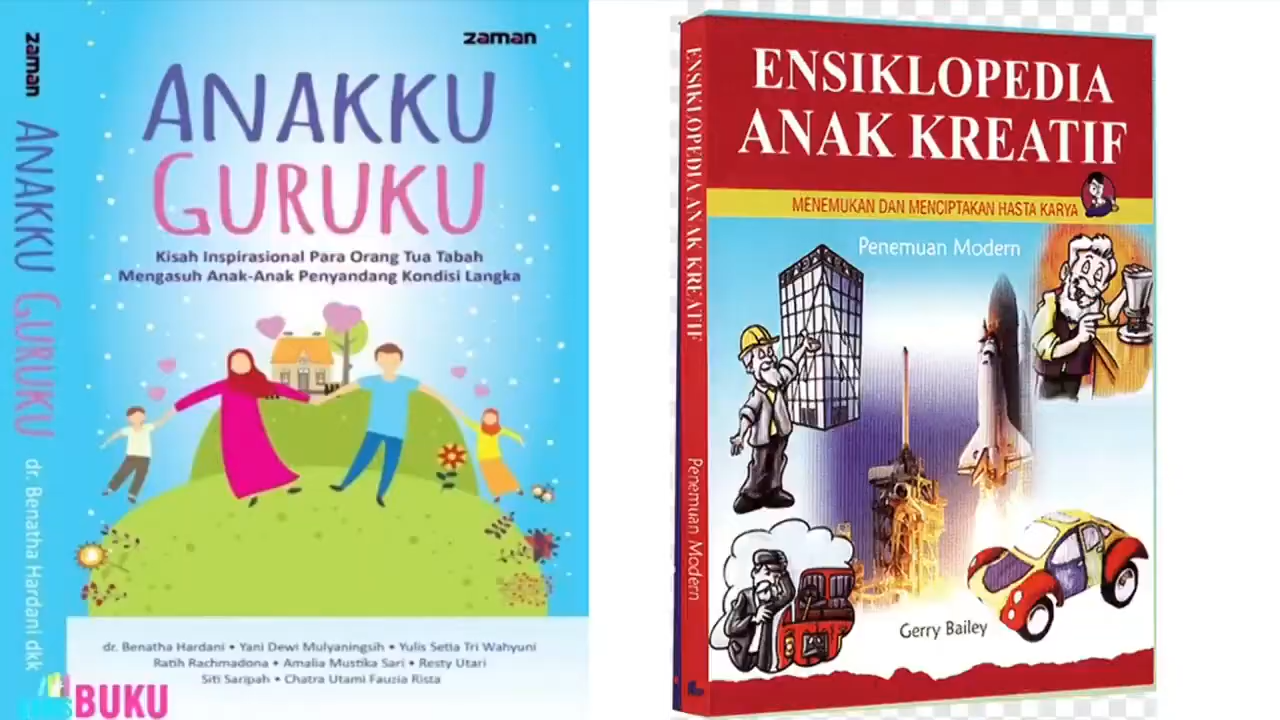 zaman
ANAKKU
GURUKU
Kisah Inspirasional Para Orang Tua Tabah
Mengasuh Anak-Anak Penyandang Kondisi Langka
dr. Benatha Hardani • Yani Dewi Mulyaningsih • Yulis Setia Tri Wahyuni
Ratih Rachmadona • Amalia Mustika Sari • Resty Utari
Siti Saripah • Chatra Utami Fauzia Rista
zaman
ANAKKU GURUKU
dr. Benatha Hardani dkk
BUKU
ENSIKLOPEDIA
ANAK KREATIF
MENEMUKAN DAN MENCIPTAKAN HASTA KARYA
Penemuan Modern
Gerry Bailey
ENSIKLOPEDIA ANAK KREATIF
Penemuan Modern